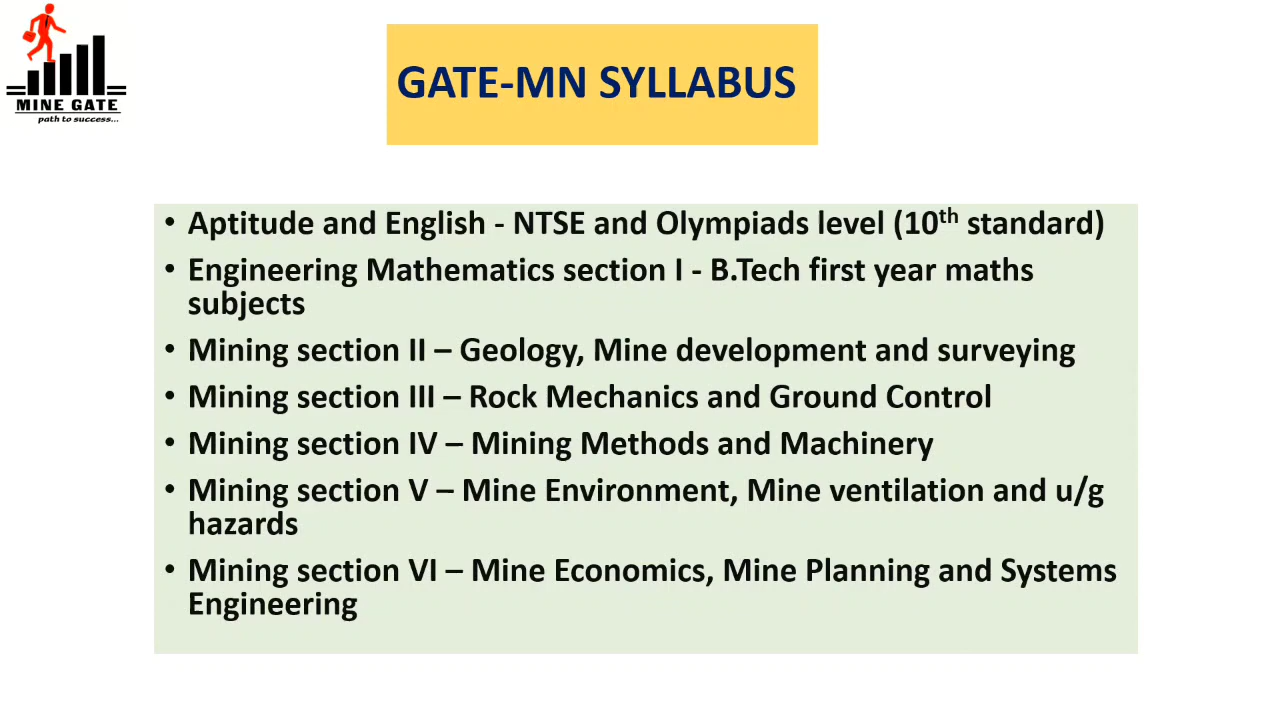 MINE GATE
path to success...
GATE-MN SYLLABUS
• Aptitude and English - NTSE and Olympiads level (10th standard)
• Engineering Mathematics section I - B.Tech first year maths
subjects
• Mining section II – Geology, Mine development and surveying
• Mining section III – Rock Mechanics and Ground Control
• Mining section IV – Mining Methods and Machinery
• Mining section V – Mine Environment, Mine ventilation and u/g
hazards
• Mining section VI – Mine Economics, Mine Planning and Systems
Engineering